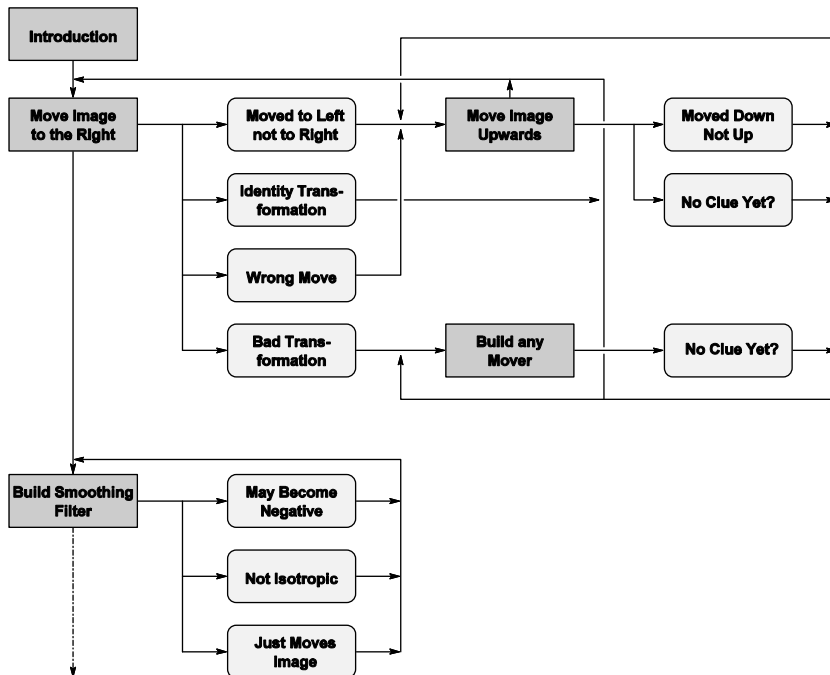 Introduction
Move Image
to the Right
Moved to Left
not to Right
Move Image
Upwards
Moved Down
Not Up
Identity Trans-
formation
No Clue Yet?
Wrong Move
Bad Trans-
formation
Build any
Mover
No Clue Yet?
Build Smoothing
Filter
May Become
Negative
Not Isotropic
Just Moves
Image